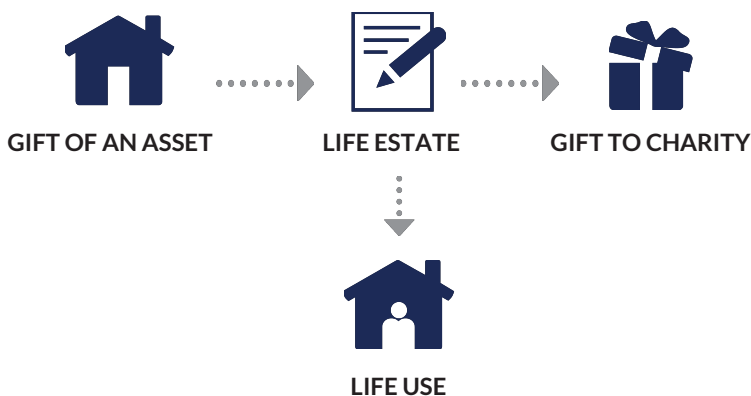 GIFT OF AN ASSET
LIFE ESTATE
GIFT TO CHARITY
LIFE USE